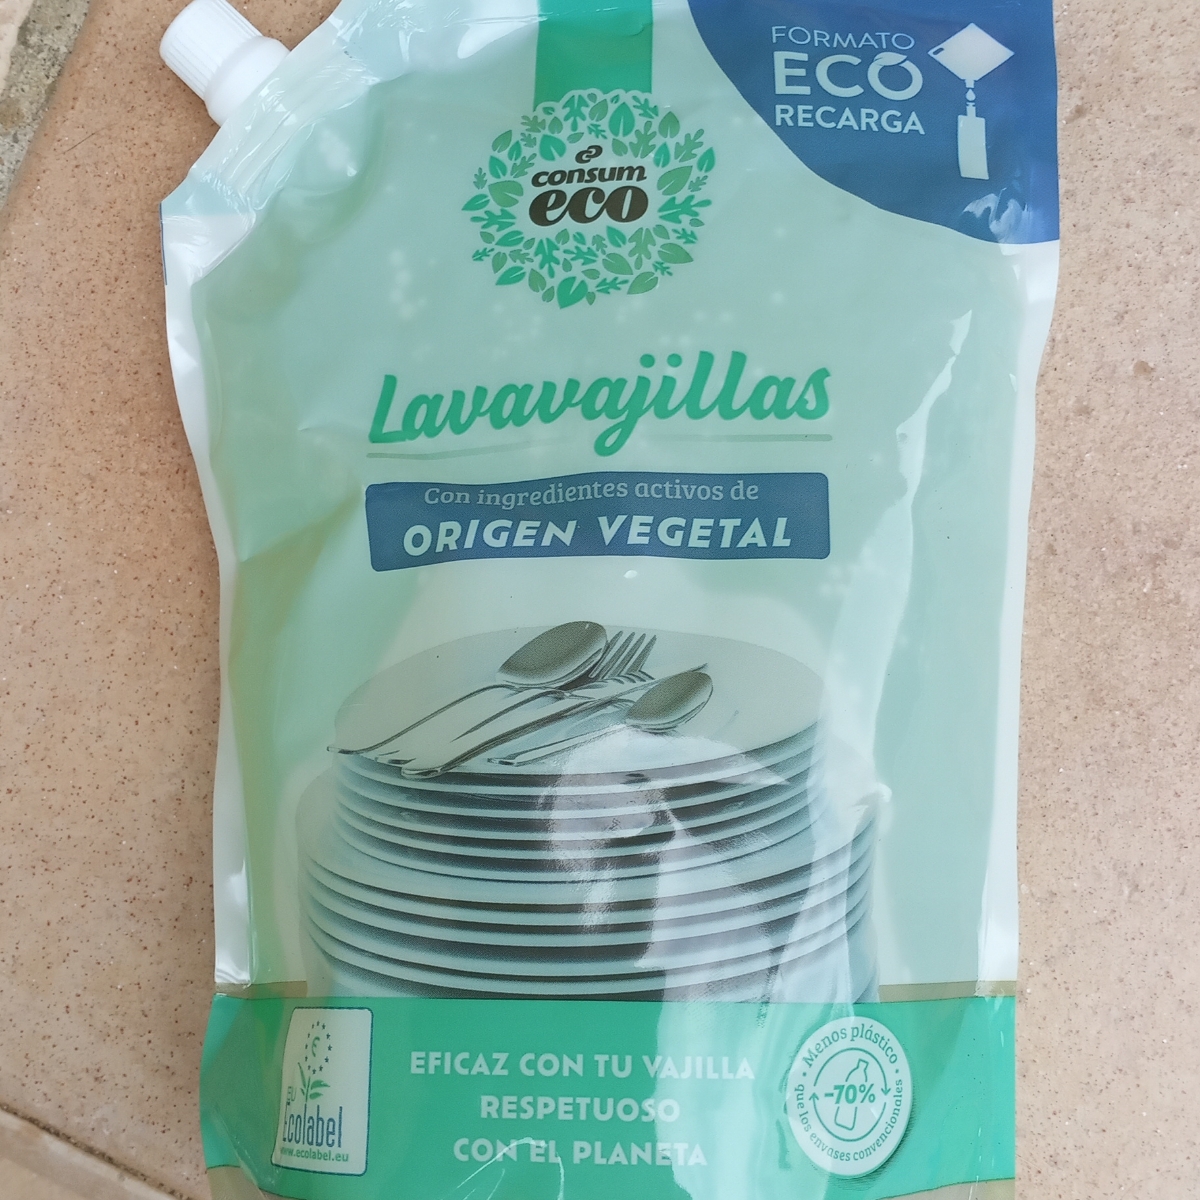 FORMATO
ECO
RECARGA
consum
eco
Lavavajillas
Con ingredientes activos de
ORIGEN VEGETAL
EU
Ecolabel
www.ecolabel.eu
EFICAZ CON TU VAJILLA
RESPETUOSO
CON EL PLANETA
· Menos plástico ·
-70%
que los envases convencionales